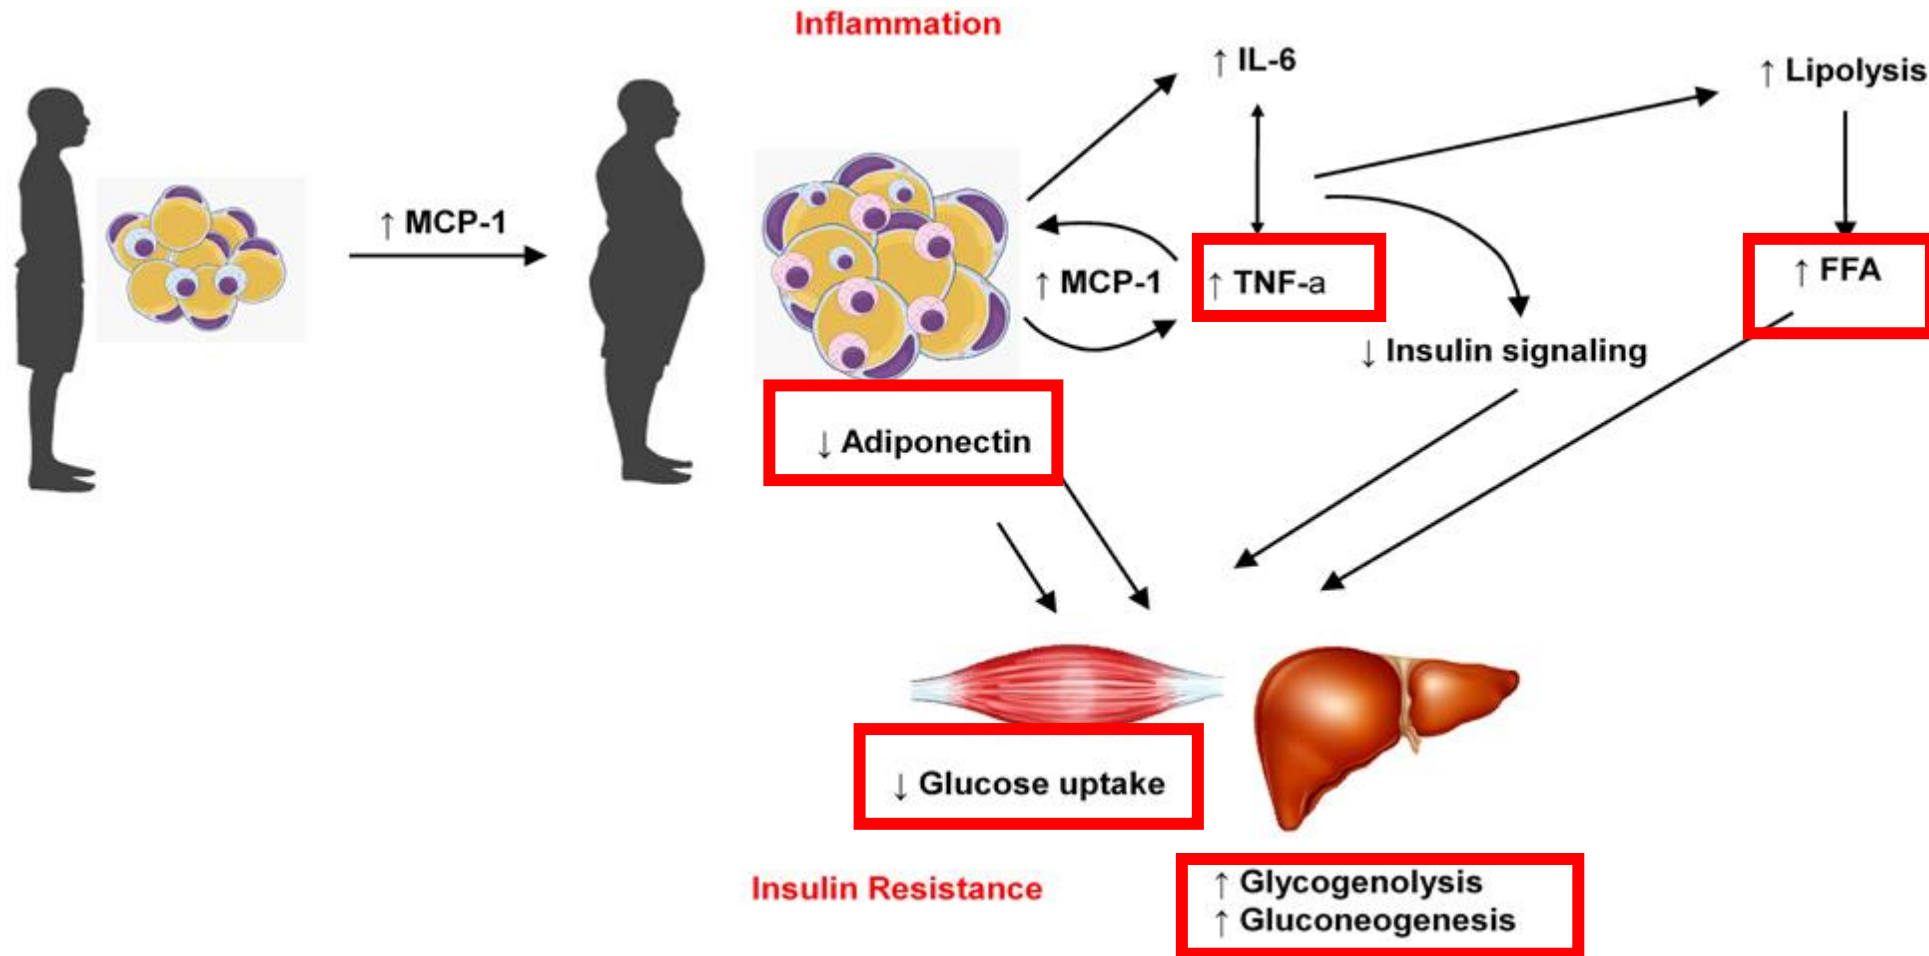 Inflammation
↑ IL-6
↑ Lipolysis
↑ MCP-1
↑ MCP-1
↑ TNF-a
↑ FFA
↓ Insulin signaling
↓ Adiponectin
↓ Glucose uptake
Insulin Resistance
↑ Glycogenolysis
↑ Gluconeogenesis